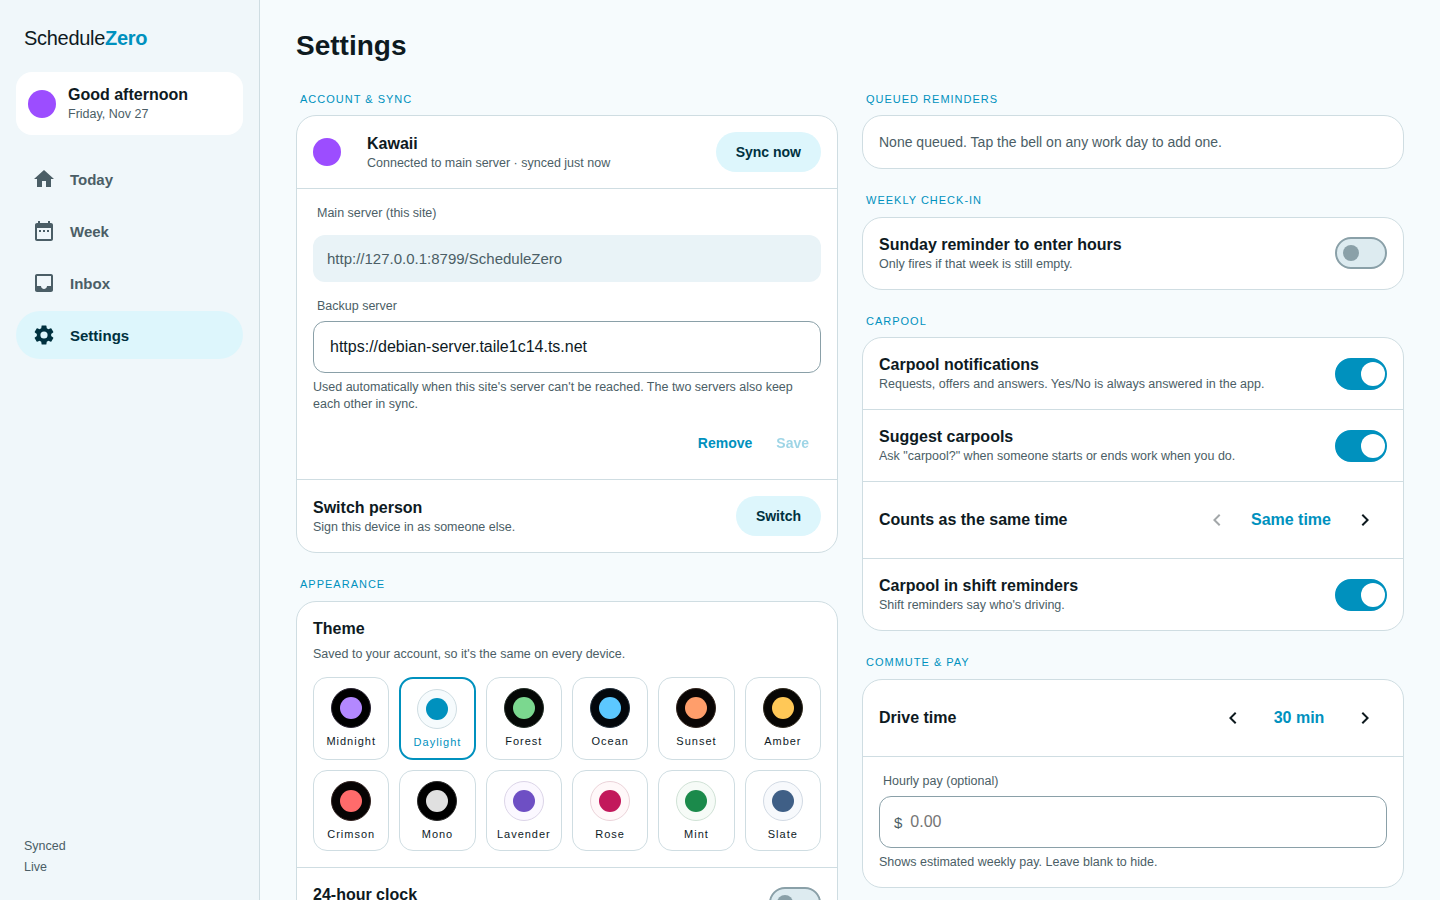 ScheduleZero
Good afternoon
Friday, Nov 27
Today
Week
Inbox
Settings
Synced
Live
Settings
ACCOUNT & SYNC
Kawaii
Connected to main server · synced just now
Sync now
Main server (this site)
http://127.0.0.1:8799/ScheduleZero
Backup server
https://debian-server.taile1c14.ts.net
Used automatically when this site's server can't be reached. The two servers also keep
each other in sync.
Remove
Save
Switch person
Sign this device in as someone else.
Switch
APPEARANCE
Theme
Saved to your account, so it's the same on every device.
Midnight
Daylight
Forest
Ocean
Sunset
Amber
Crimson
Mono
Lavender
Rose
Mint
Slate
24-hour clock
QUEUED REMINDERS
None queued. Tap the bell on any work day to add one.
WEEKLY CHECK-IN
Sunday reminder to enter hours
Only fires if that week is still empty.
CARPOOL
Carpool notifications
Requests, offers and answers. Yes/No is always answered in the app.
Suggest carpools
Ask "carpool?" when someone starts or ends work when you do.
Counts as the same time
Same time
Carpool in shift reminders
Shift reminders say who's driving.
COMMUTE & PAY
Drive time
30 min
Hourly pay (optional)
$ 0.00
Shows estimated weekly pay. Leave blank to hide.